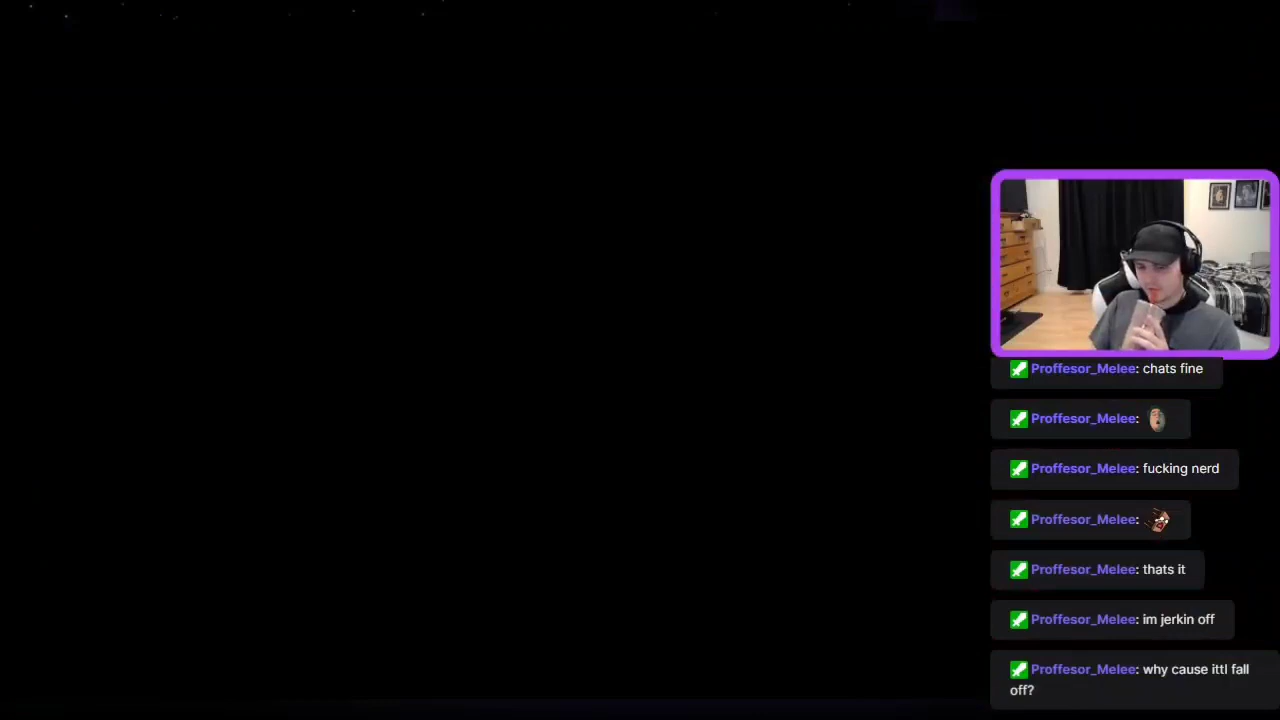 Proffesor_Melee: chats fine
Proffesor_Melee:
Proffesor_Melee: fucking nerd
Proffesor_Melee:
Proffesor_Melee: thats it
Proffesor_Melee: im jerkin off
Proffesor_Melee: why cause ittl fall
off?